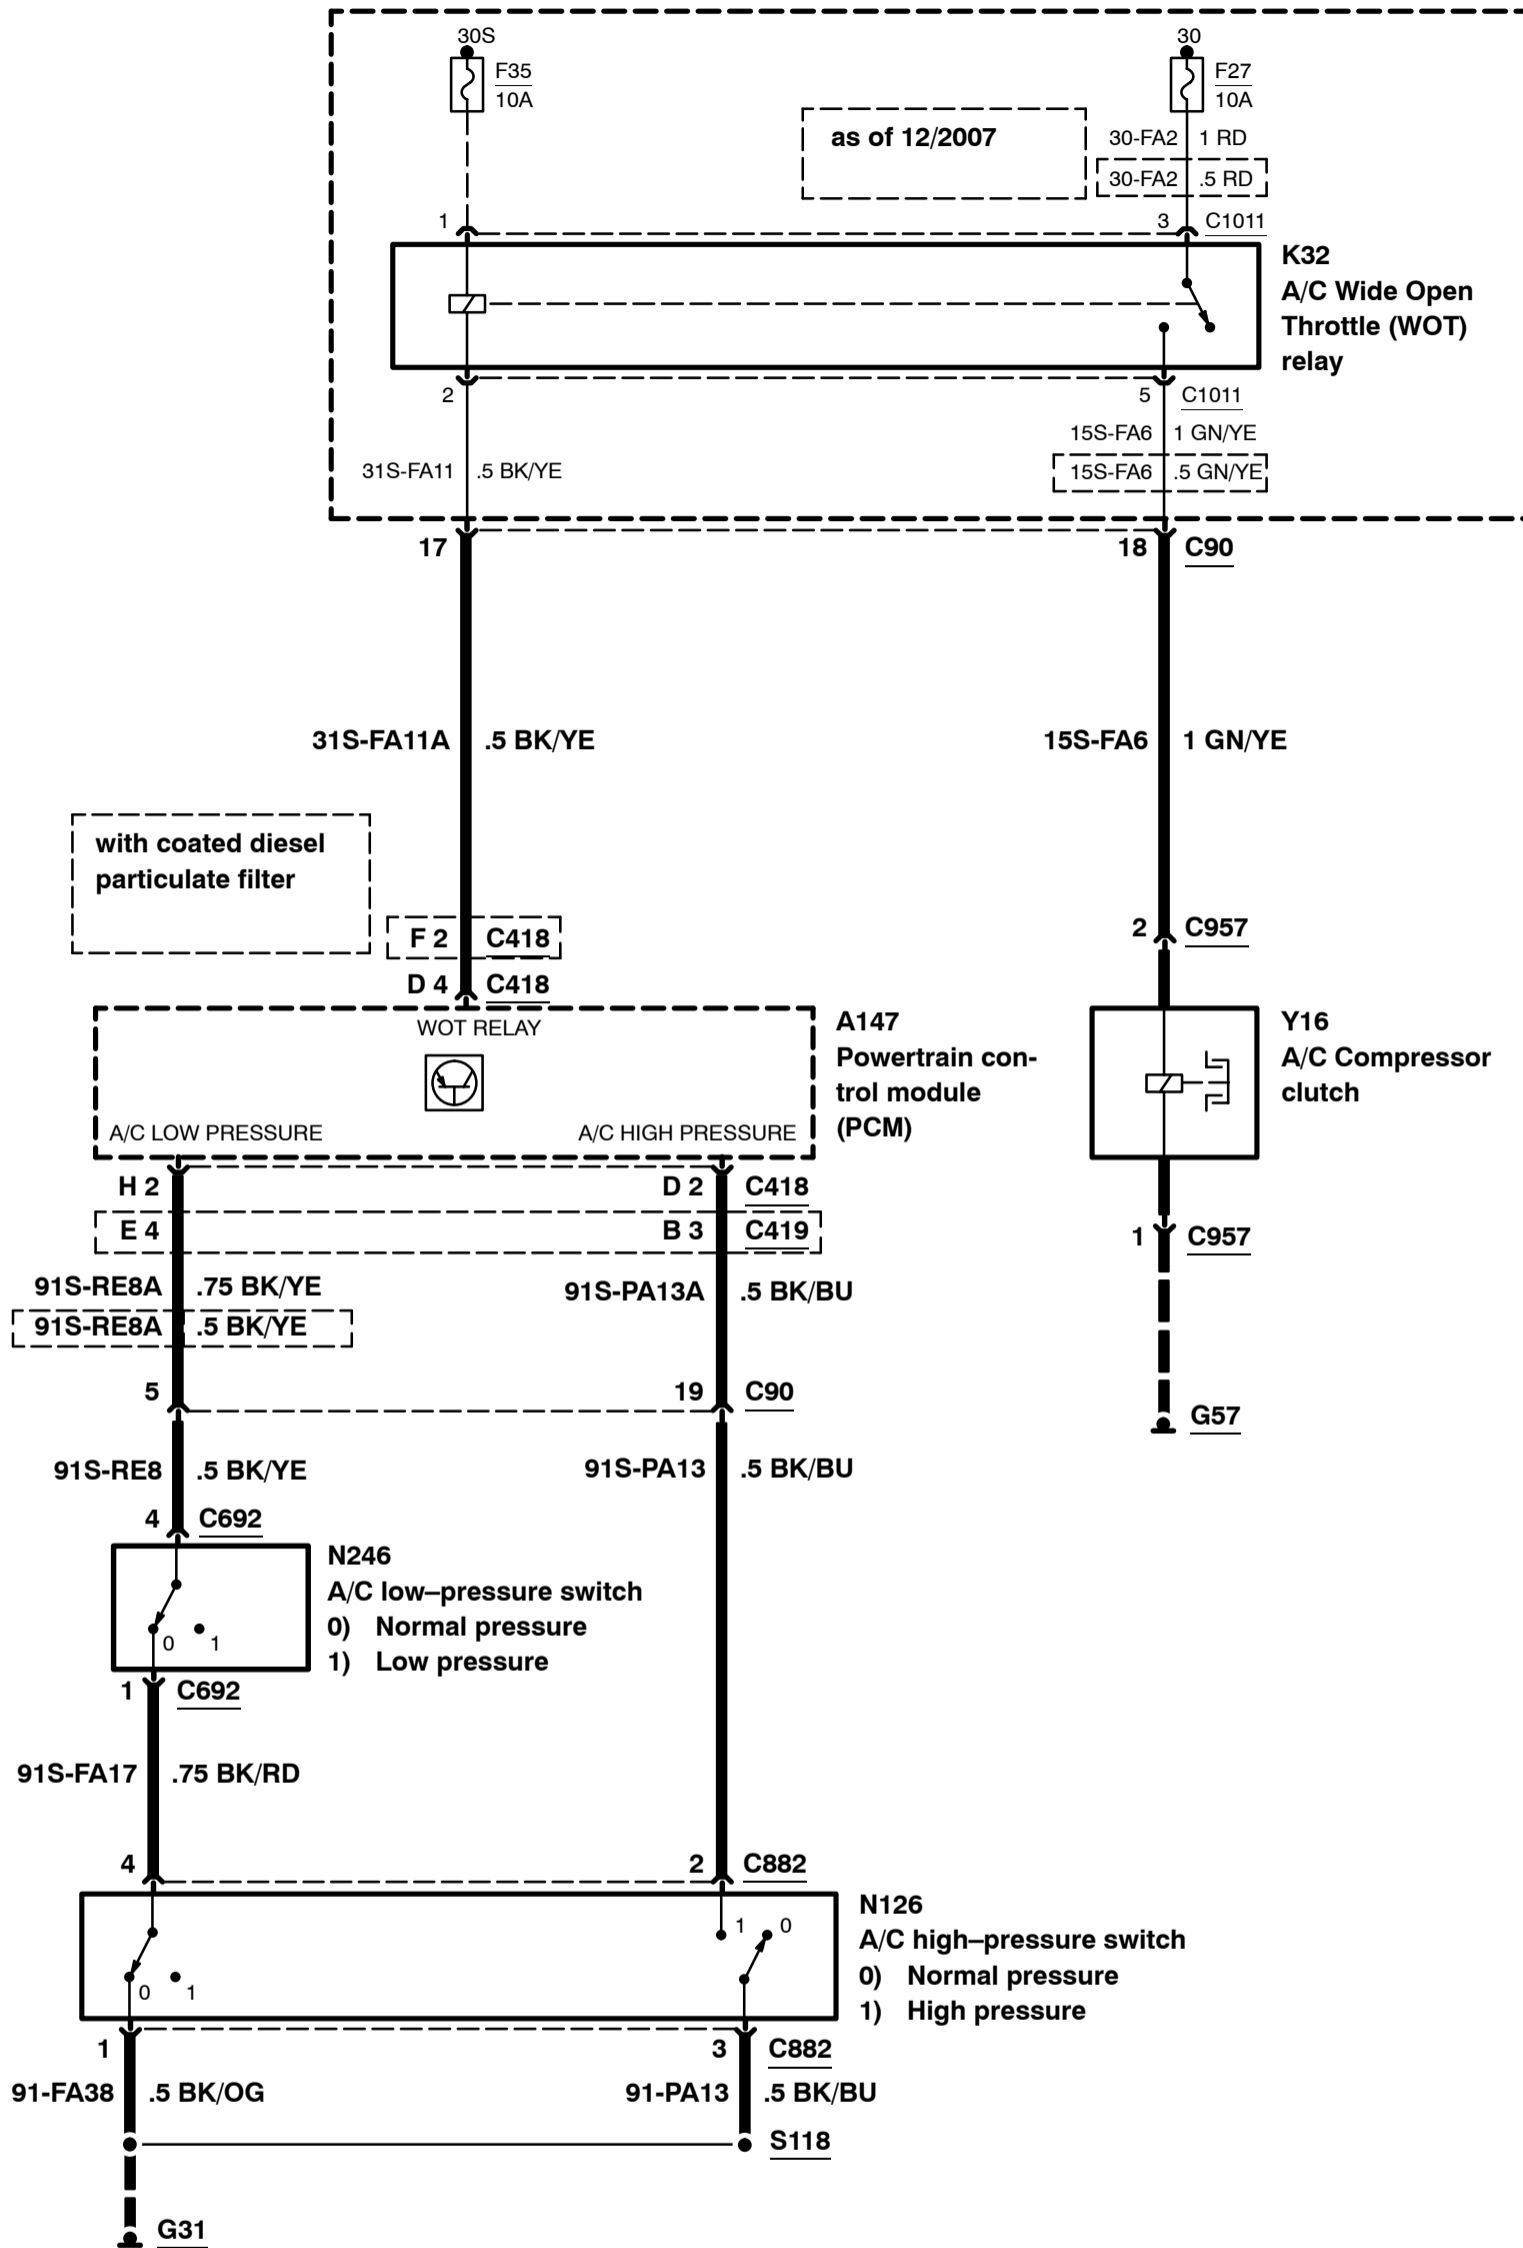 30S
30
F35
10A
F27
10A
as of 12/2007
30-FA2 1 RD
30-FA2 .5 RD
1
3 C1011
K32
A/C Wide Open
Throttle (WOT)
relay
2
5 C1011
15S-FA6 1 GN/YE
31S-FA11 .5 BK/YE
15S-FA6 .5 GN/YE
17
18 C90
31S-FA11A .5 BK/YE
15S-FA6 1 GN/YE
with coated diesel
particulate filter
F 2 C418
D 4 C418
2 C957
WOT RELAY
A/C LOW PRESSURE
A/C HIGH PRESSURE
A147
Powertrain con-
trol module
(PCM)
Y16
A/C Compressor
clutch
H 2
D 2 C418
E 4
B 3 C419
1 C957
91S-RE8A .75 BK/YE
91S-PA13A .5 BK/BU
91S-RE8A .5 BK/YE
5
19 C90
G57
91S-RE8 .5 BK/YE
91S-PA13 .5 BK/BU
4 C692
N246
A/C low–pressure switch
0) Normal pressure
1) Low pressure
0 1
1 C692
91S-FA17 .75 BK/RD
4
2 C882
1 0
0 1
N126
A/C high–pressure switch
0) Normal pressure
1) High pressure
1
3 C882
91-FA38 .5 BK/OG
91-PA13 .5 BK/BU
S118
G31